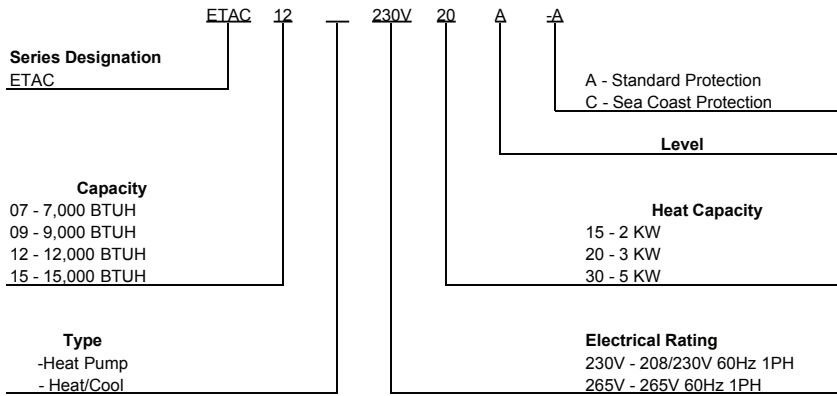 ETAC 12 __ 230V 20 A -A
Series Designation
ETAC
A - Standard Protection
C - Sea Coast Protection
Level
Capacity
07 - 7,000 BTUH
09 - 9,000 BTUH
12 - 12,000 BTUH
15 - 15,000 BTUH
Heat Capacity
15 - 2 KW
20 - 3 KW
30 - 5 KW
Type
-Heat Pump
- Heat/Cool
Electrical Rating
230V - 208/230V 60Hz 1PH
265V - 265V 60Hz 1PH